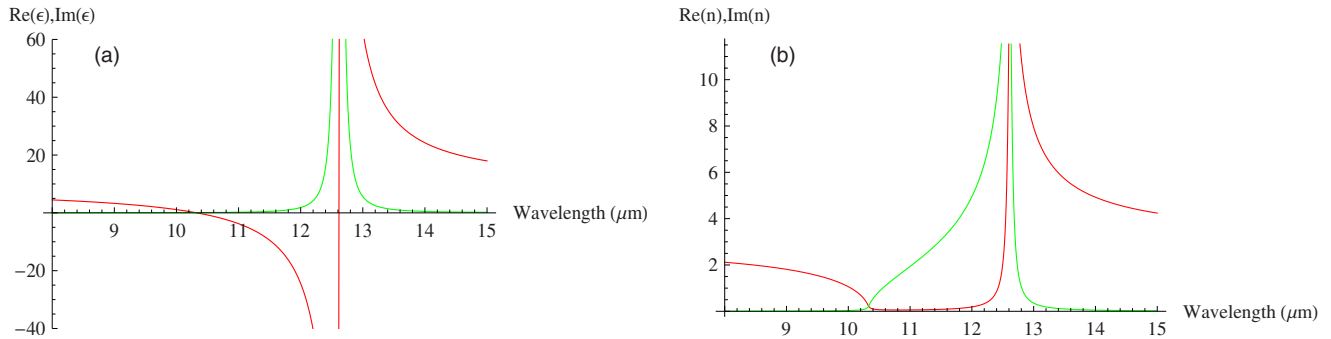 Re(ϵ),Im(ϵ)
(a)
60
40
20
−20
−40
9 10 11 12 13 14 15
Wavelength (μm)
Re(n),Im(n)
(b)
10
8
6
4
2
9 10 11 12 13 14 15
Wavelength (μm)